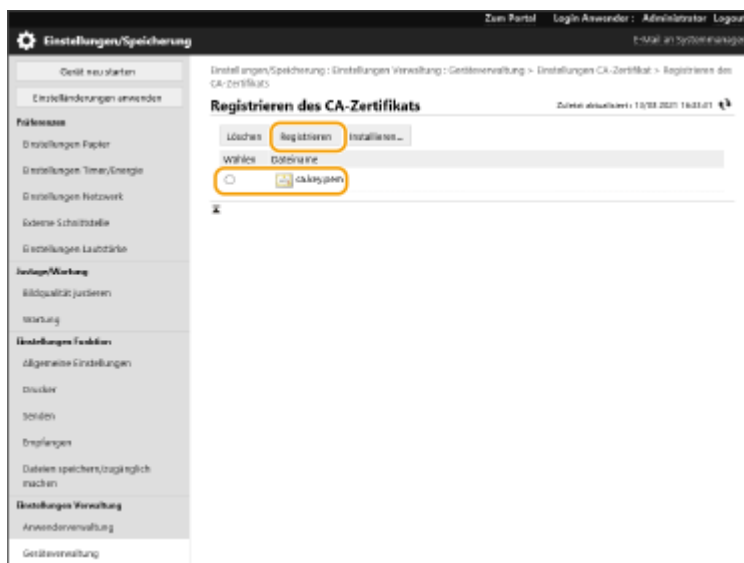 Zum Portal Login Anwender : Administrator Logout
Einstellungen/Speicherung
E-Mail an Systemmanager
Gerät neu starten
Einstelländerungen anwenden
Präferenzen
Einstellungen Papier
Einstellungen Timer/Energie
Einstellungen Netzwerk
Externe Schnittstelle
Einstellungen Lautstärke
Justage/Wartung
Bildqualität justieren
Wartung
Einstellungen Funktion
Allgemeine Einstellungen
Drucker
Senden
Empfangen
Dateien speichern/zugänglich
machen
Einstellungen Verwaltung
Anwenderverwaltung
Geräteverwaltung
Einstellungen/Speicherung : Einstellungen Verwaltung : Geräteverwaltung > Einstellungen CA-Zertifikat > Registrieren des
CA-Zertifikats
Registrieren des CA-Zertifikats
Zuletzt aktualisiert :
Löschen Registrieren Installieren...
Wählen Dateiname